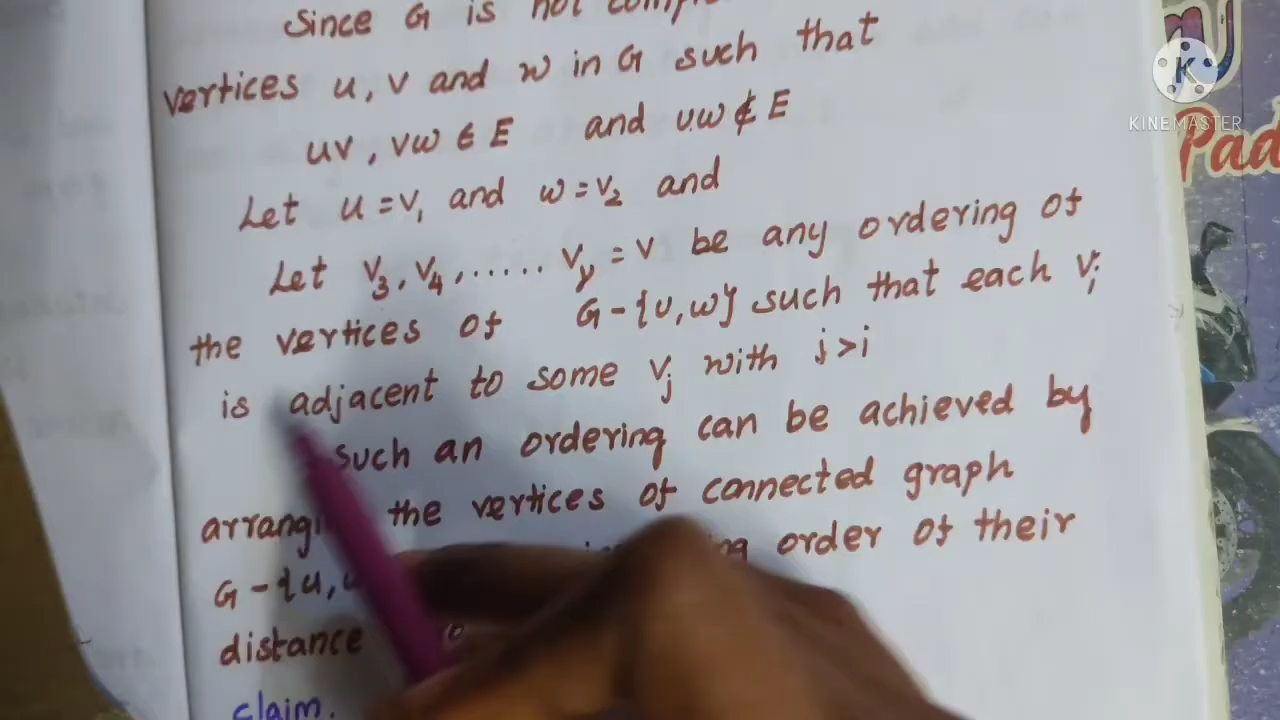 Since G is not
vertices u, v and w in G such that
uv, vw ∈ E and uw ∉ E
Let u = v₁ and w = v₂ and
Let v₃, v₄, ...... vᵧ = v be any ordering of
the vertices of G-{u, w} such that each vᵢ
is adjacent to some vⱼ with j > i
such an ordering can be achieved by
the vertices of connected graph
G-{u, order of their
distance
claim.
K
KINEMASTER
Pad